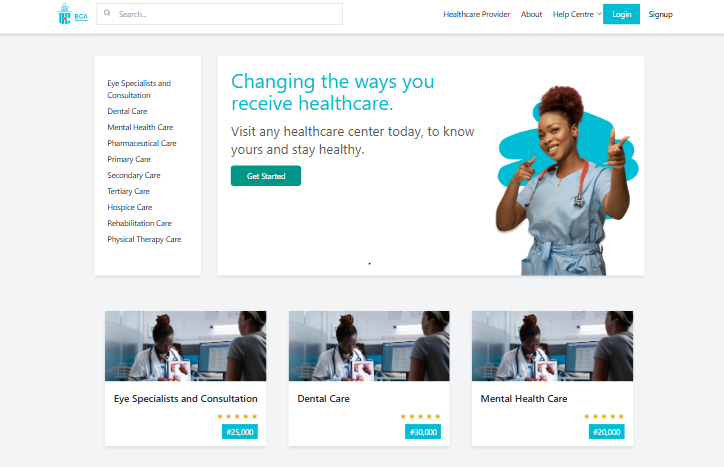 BCA
Search...
Healthcare Provider
About
Help Centre
Login
Signup
Eye Specialists and
Consultation
Dental Care
Mental Health Care
Pharmaceutical Care
Primary Care
Secondary Care
Tertiary Care
Hospice Care
Rehabilitation Care
Physical Therapy Care
Changing the ways you
receive healthcare.
Visit any healthcare center today, to know
yours and stay healthy.
Get Started
Eye Specialists and Consultation
Dental Care
Mental Health Care
₦25,000
₦30,000
₦20,000